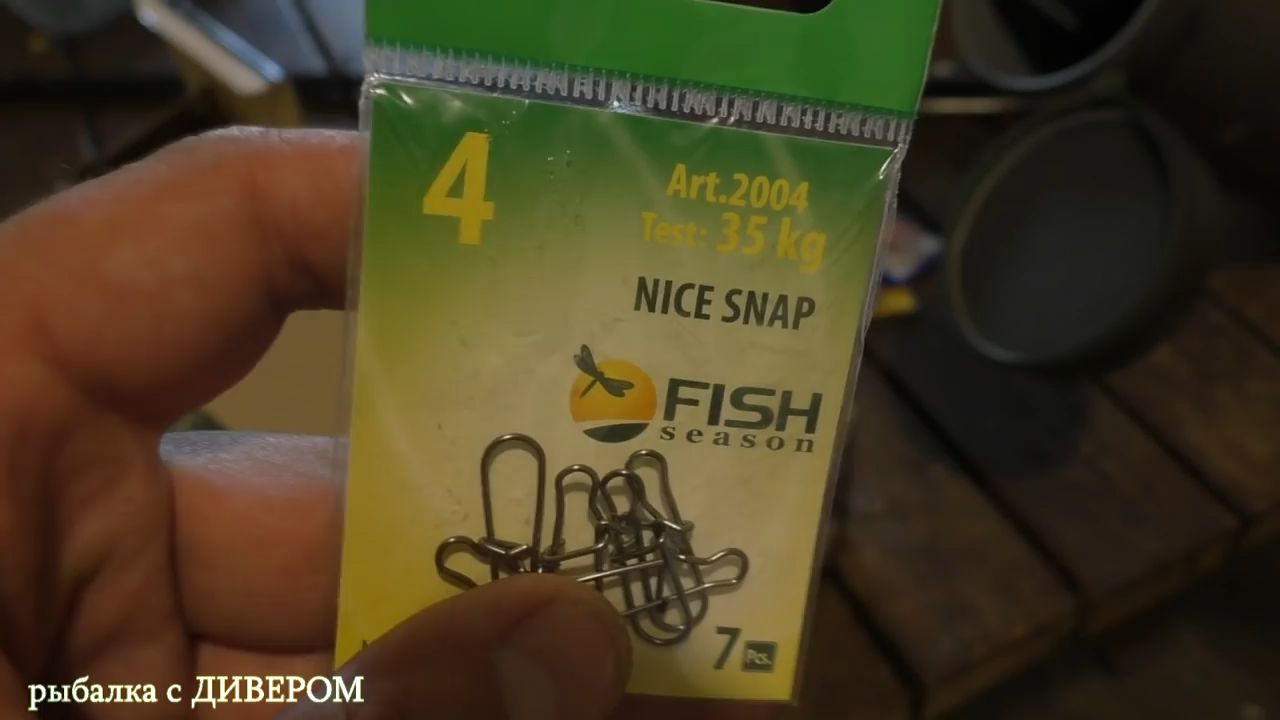 4
Art.2004
Test: 35 kg
NICE SNAP
FISH
season
7 Pcs.
рыбалка с ДИВЕРОМ